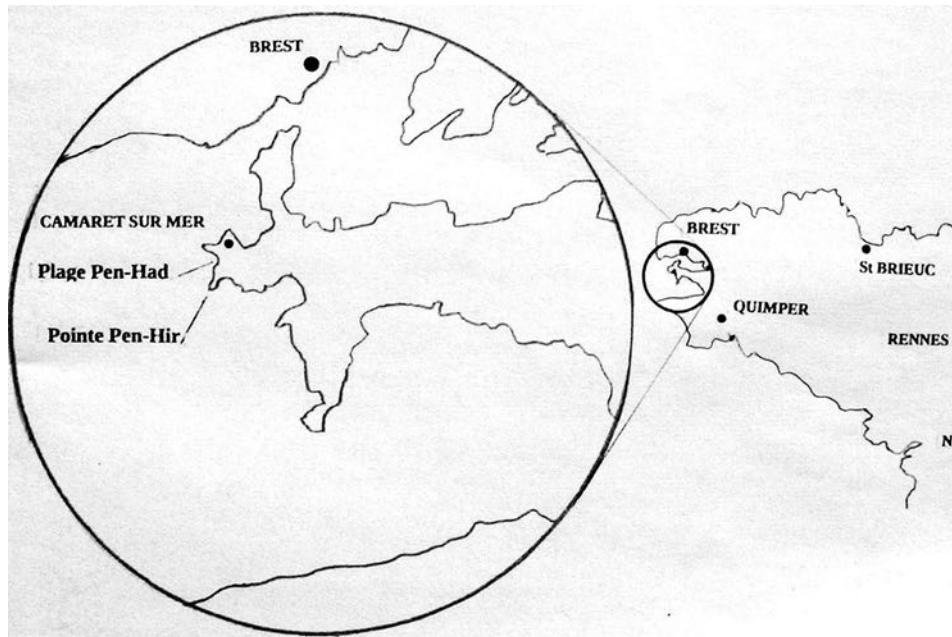 BREST
CAMARET SUR MER
Plage Pen-Had
Pointe Pen-Hir
BREST
St BRIEUC
QUIMPER
RENNES
N